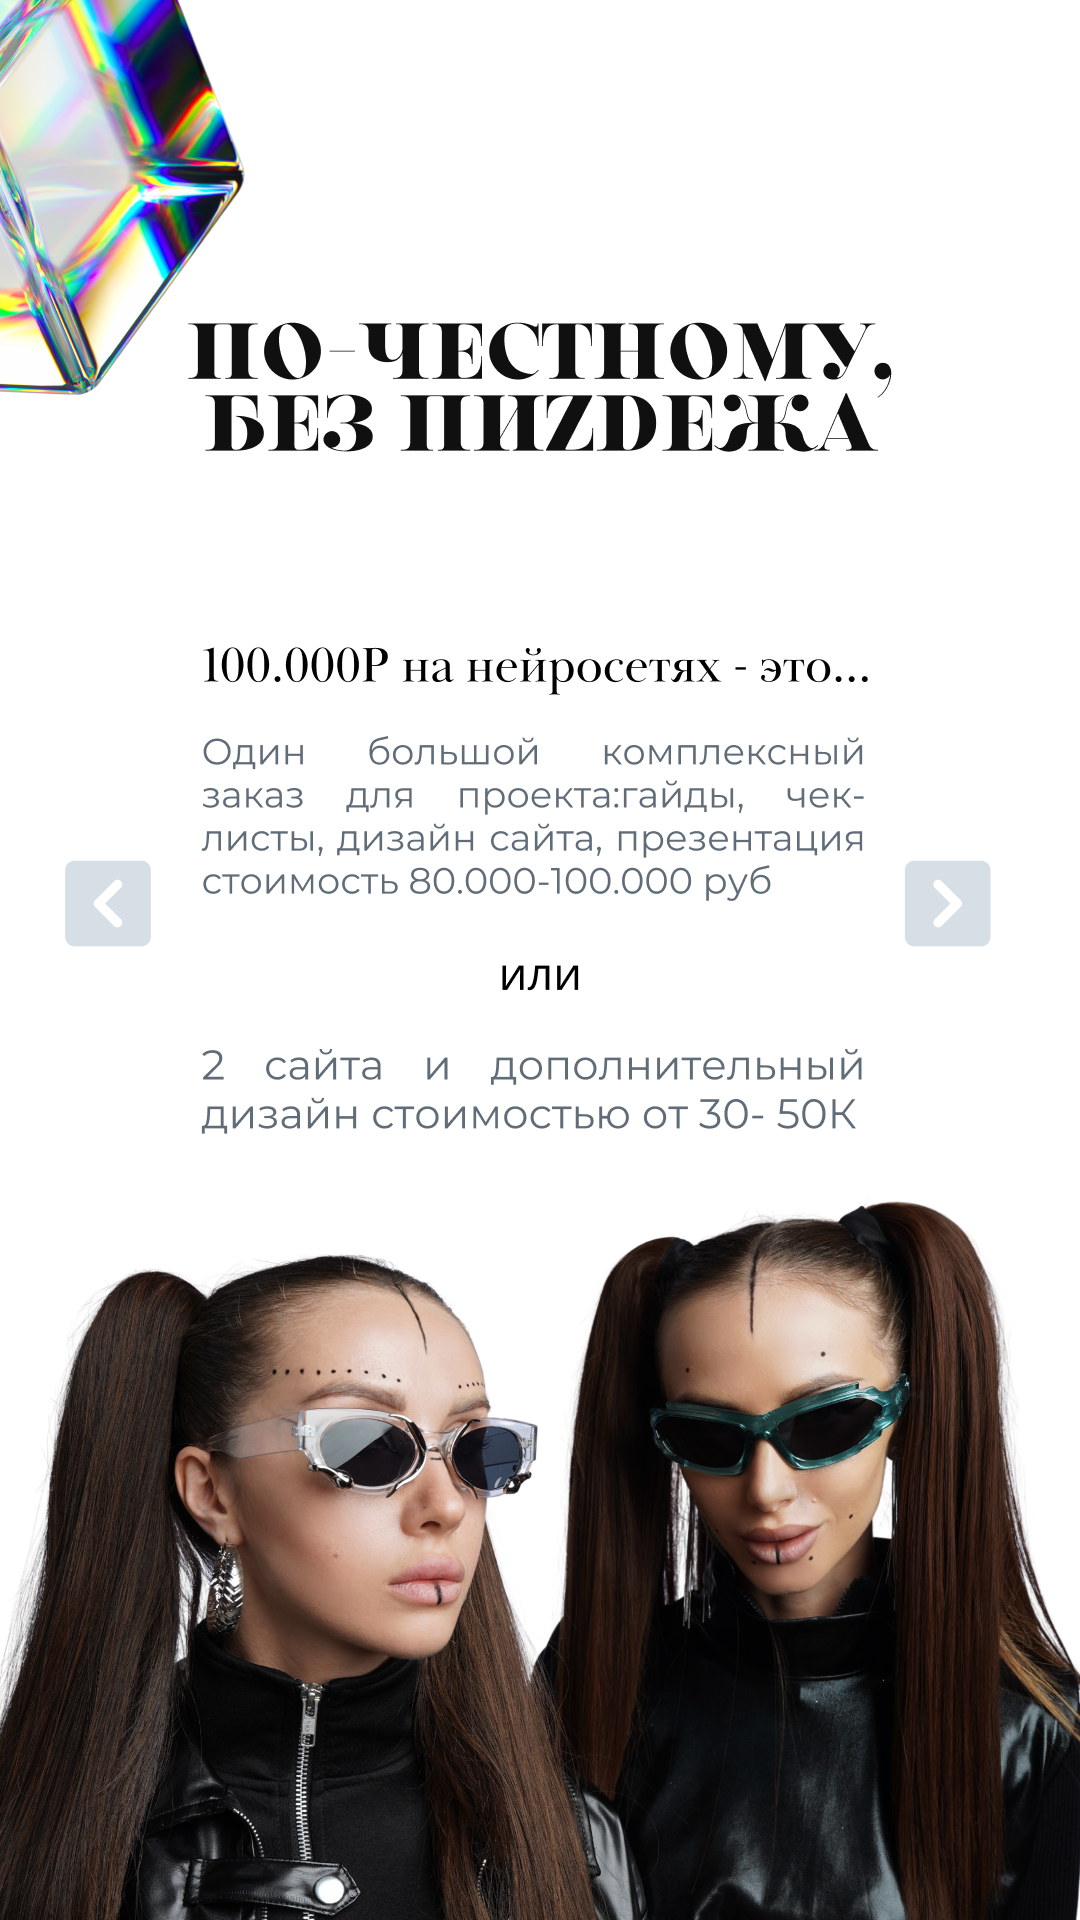 ПО-ЧЕСТНОМУ,
БЕЗ ПИZDЕЖА
100.000Р на нейросетях - это...
Один большой комплексный
заказ для проекта:гайды, чек-
листы, дизайн сайта, презентация
стоимость 80.000-100.000 руб
или
2 сайта и дополнительный
дизайн стоимостью от 30- 50К